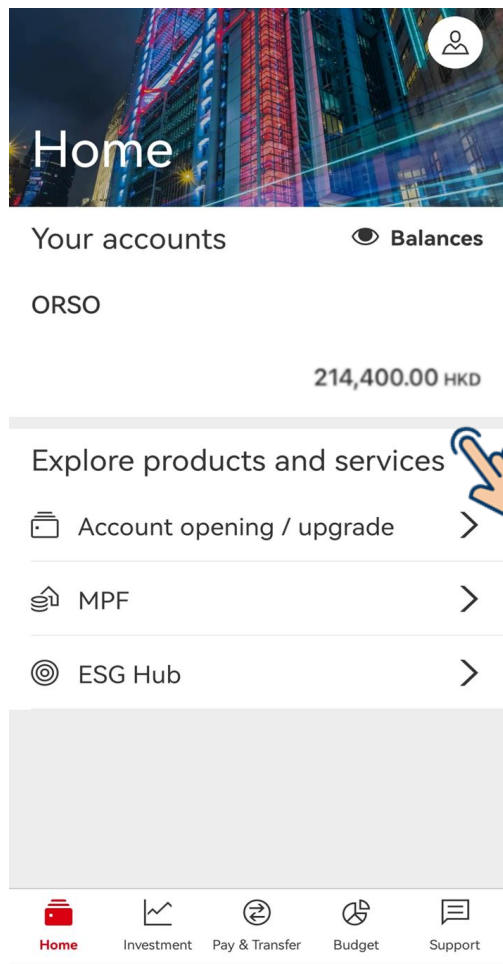 Home
Your accounts Balances
ORSO
214,400.00 HKD
Explore products and services
Account opening / upgrade
MPF
ESG Hub
Home Investment Pay & Transfer Budget Support